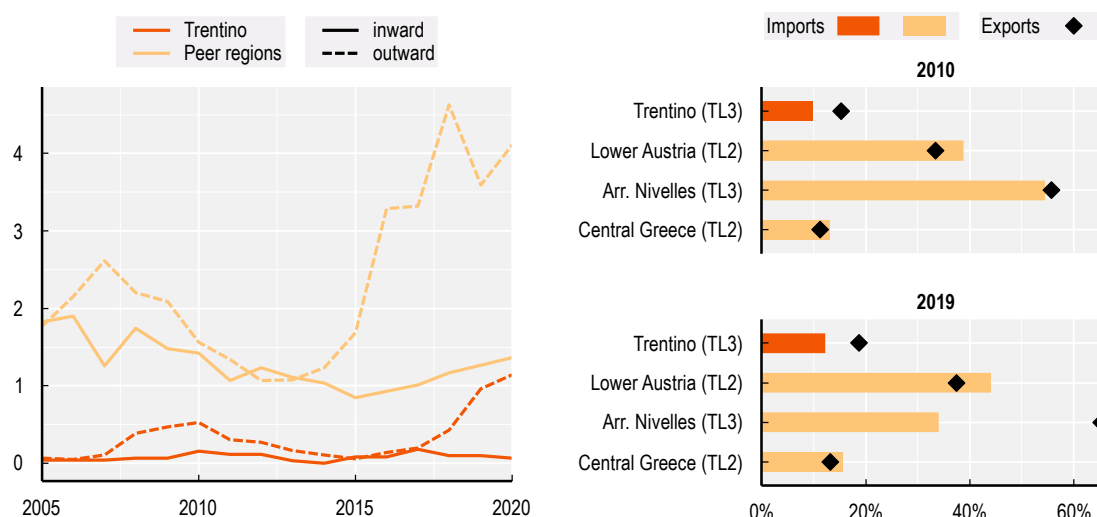 Trentino
Peer regions
inward
outward
4
3
2
1
0
2005
2010
2015
2020
Imports
Exports
2010
Trentino (TL3)
Lower Austria (TL2)
Arr. Nivelles (TL3)
Central Greece (TL2)
2019
Trentino (TL3)
Lower Austria (TL2)
Arr. Nivelles (TL3)
Central Greece (TL2)
0%
20%
40%
60%